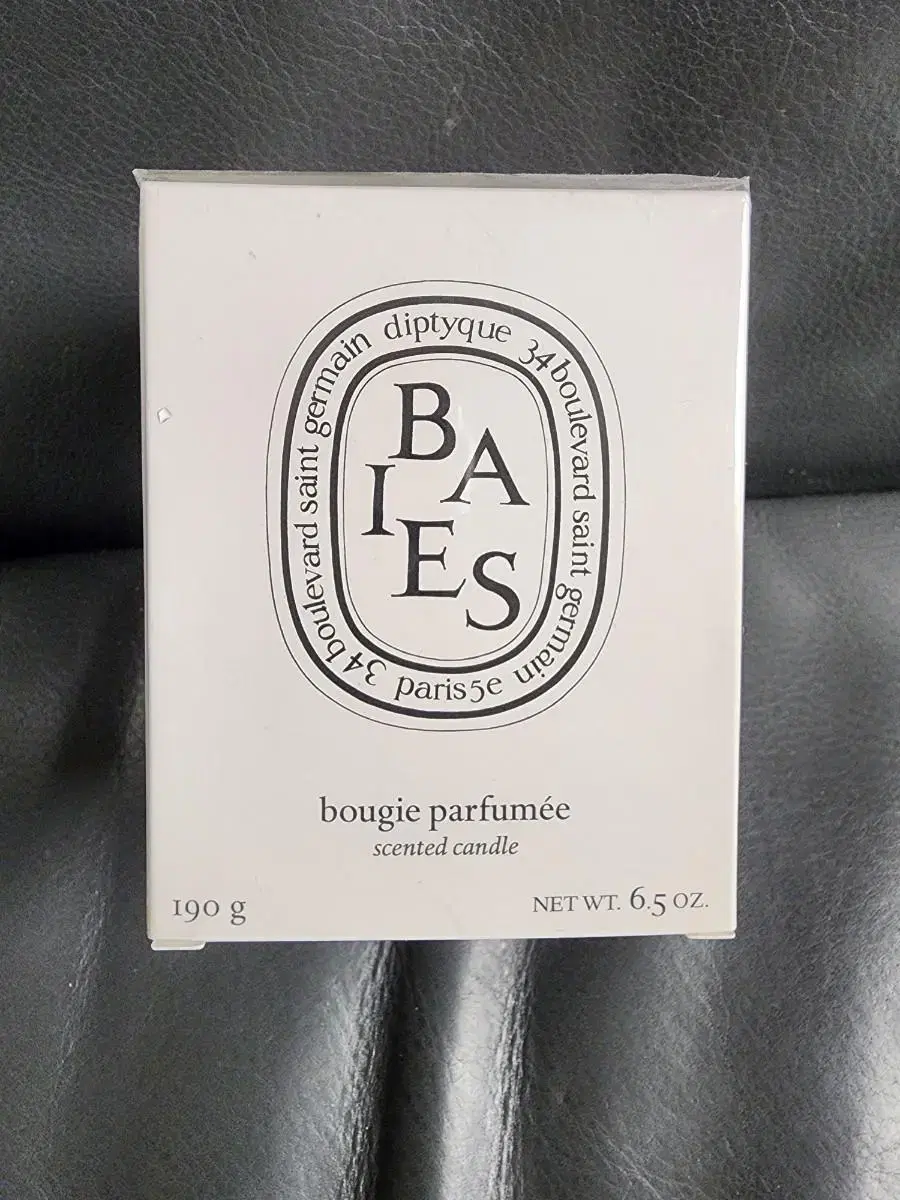 diptyque 34 boulevard saint germain paris 5e 34 boulevard saint germain
BAIES
bougie parfumée
scented candle
190 g
NET WT. 6.5 OZ.